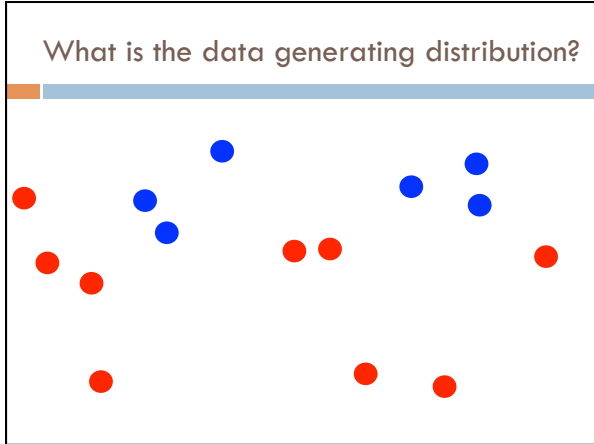 What is the data generating distribution?